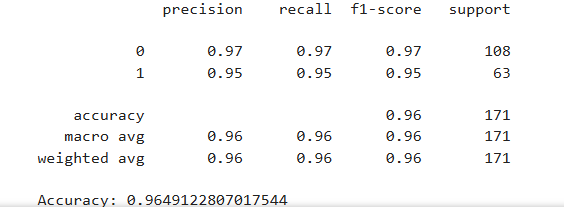 precision recall f1-score support
0 0.97 0.97 0.97 108
1 0.95 0.95 0.95 63
accuracy 0.96 171
macro avg 0.96 0.96 0.96 171
weighted avg 0.96 0.96 0.96 171
Accuracy: 0.9649122807017544